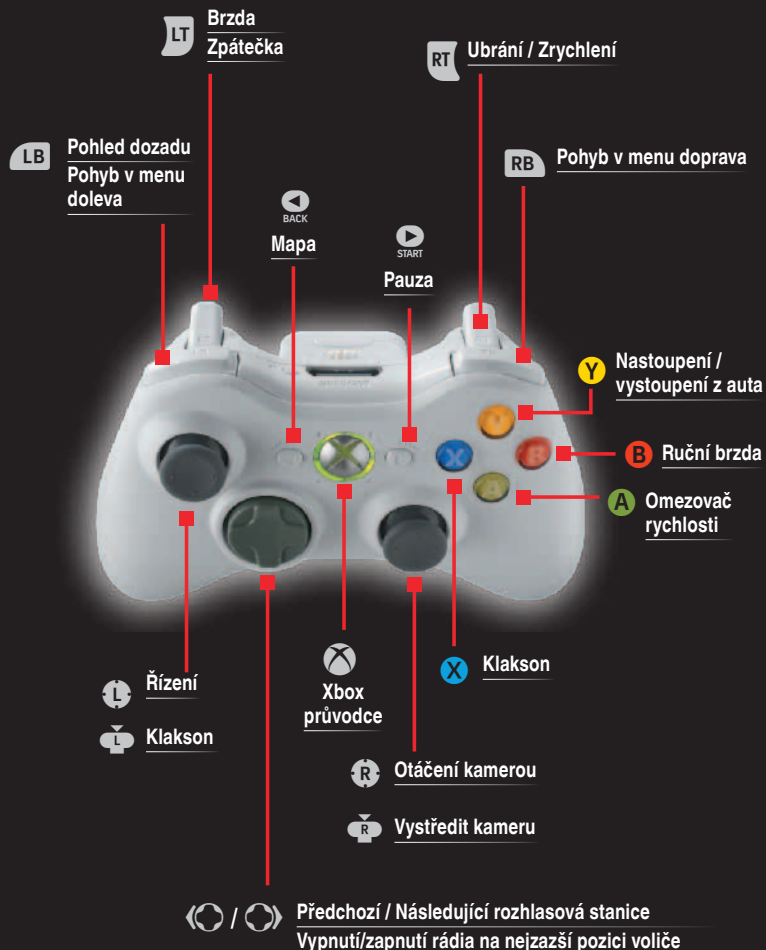 LT
Brzda
Zpátečka
RT
Ubrání / Zrychlení
LB
Pohled dozadu
Pohyb v menu
doleva
BACK
Mapa
START
Pauza
RB
Pohyb v menu doprava
Y
Nastoupení /
vystoupení z auta
B
Ruční brzda
A
Omezovač
rychlosti
X
Klakson
Xbox
průvodce
L
Řízení
L
Klakson
R
Otáčení kamerou
R
Vystředit kameru
/
Předchozí / Následující rozhlasová stanice
Vypnutí/zapnutí rádia na nejzazší pozici voliče